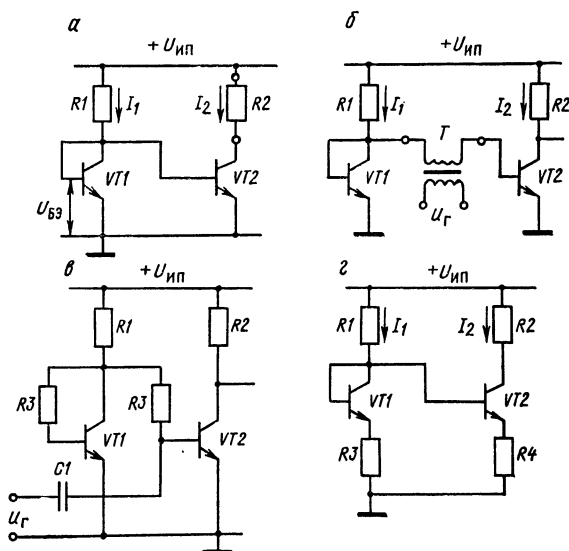 а
+ Uип
R1
I1
I2
R2
VT1
VT2
UБЭ
б
+ Uип
R1
I1
I2
R2
T
VT1
VT2
Uг
в
+ Uип
R1
R2
R3
R3
VT1
VT2
C1
Uг
г
+ Uип
R1
I1
I2
R2
VT1
VT2
R3
R4